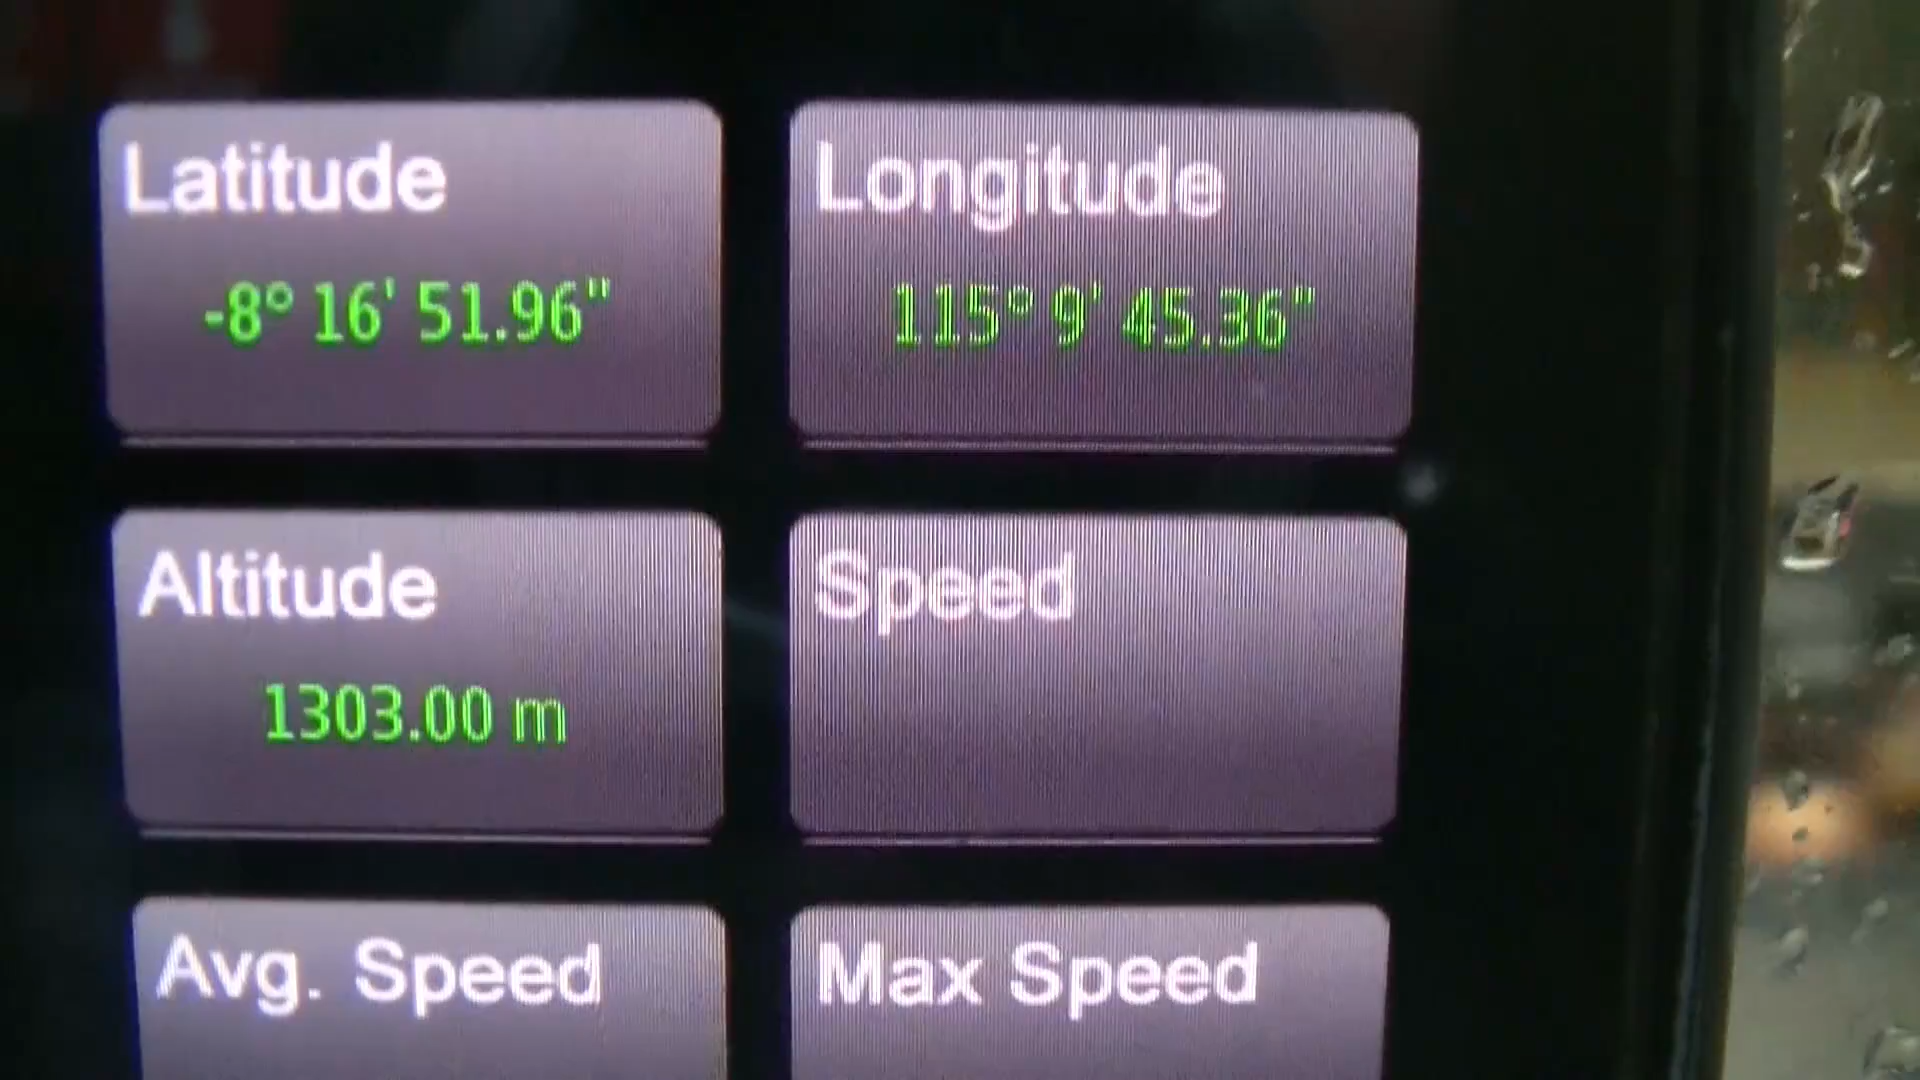 Latitude
-8° 16' 51.96"
Longitude
115° 9' 45.36"
Altitude
1303.00 m
Speed
Avg. Speed
Max Speed